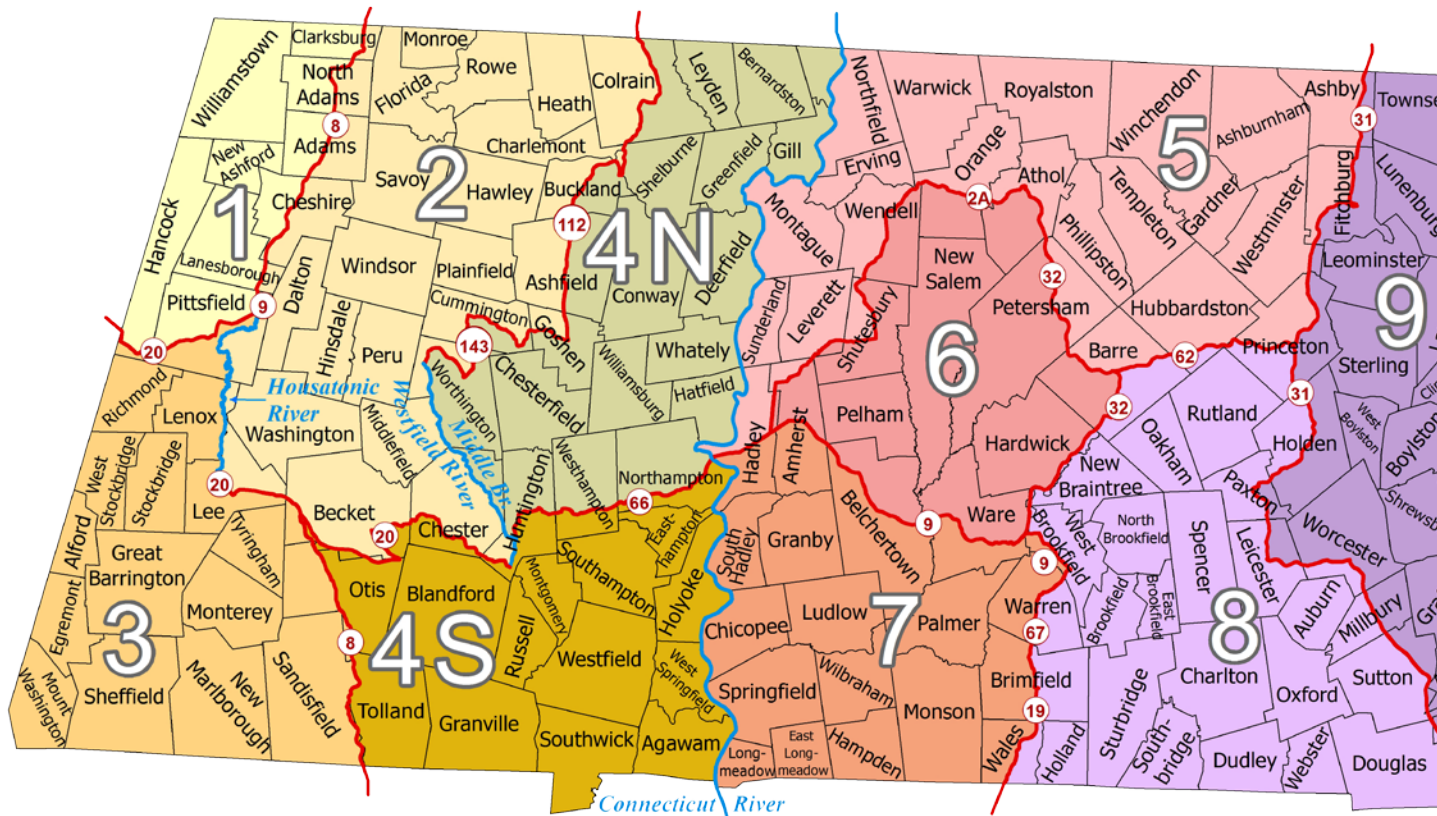 Williamstown
Clarksburg
North
Adams
8
Adams
New
Ashford
Cheshire
Hancock
1
Lanesborough
Pittsfield
9
20
Monroe
Florida
Rowe
Heath
Colrain
Charlemont
Savoy
2
Hawley
Buckland
112
Windsor
Plainfield
Ashfield
Dalton
Cummington
Hinsdale
Peru
143
Goshen
Housatonic
River
Washington
Middlefield
Westfield River
Middle Br.
Worthington
Becket
20
Chester
Leyden
Bernardston
Gill
Shelburne
Greenfield
4N
Conway
Deerfield
Whately
Williamsburg
Chesterfield
Hatfield
Westhampton
Northampton
Huntington
66
Richmond
Lenox
West
Stockbridge
Stockbridge
20
Lee
Tyringham
Alford
Great
Barrington
Egremont
Monterey
3
8
Mount
Washington
Sheffield
New
Marlborough
Sandisfield
Otis
Blandford
4S
Russell
Montgomery
Southampton
East-
hampton
Holyoke
Westfield
West
Springfield
Tolland
Granville
Southwick
Agawam
Connecticut River
Northfield
Warwick
Royalston
Winchendon
Ashburnham
Ashby
31
Erving
Orange
Athol
5
Templeton
Gardner
Westminster
Fitchburg
Phillipston
Montague
Wendell
2A
32
Hubbardston
Sunderland
Leverett
Shutesbury
New
Salem
Petersham
6
Barre
62
Princeton
Pelham
Hardwick
32
Ware
9
Hadley
Amherst
Belchertown
South
Hadley
Granby
Chicopee
Ludlow
7
Palmer
Springfield
Wilbraham
Monson
Long-
meadow
East
Long-
meadow
Hampden
Wales
Brimfield
19
Warren
67
9
Holland
Rutland
Oakham
31
Holden
New
Braintree
Paxton
West
Brookfield
North
Brookfield
Spencer
Leicester
Brookfield
East
Brookfield
8
Auburn
Millbury
Charlton
Oxford
Sutton
Sturbridge
South-
bridge
Dudley
Webster
Douglas
Townse
Lunenburg
Leominster
9
Sterling
West
Boylston
Boylston
Cli
Shrewsb
Worcester
Gra